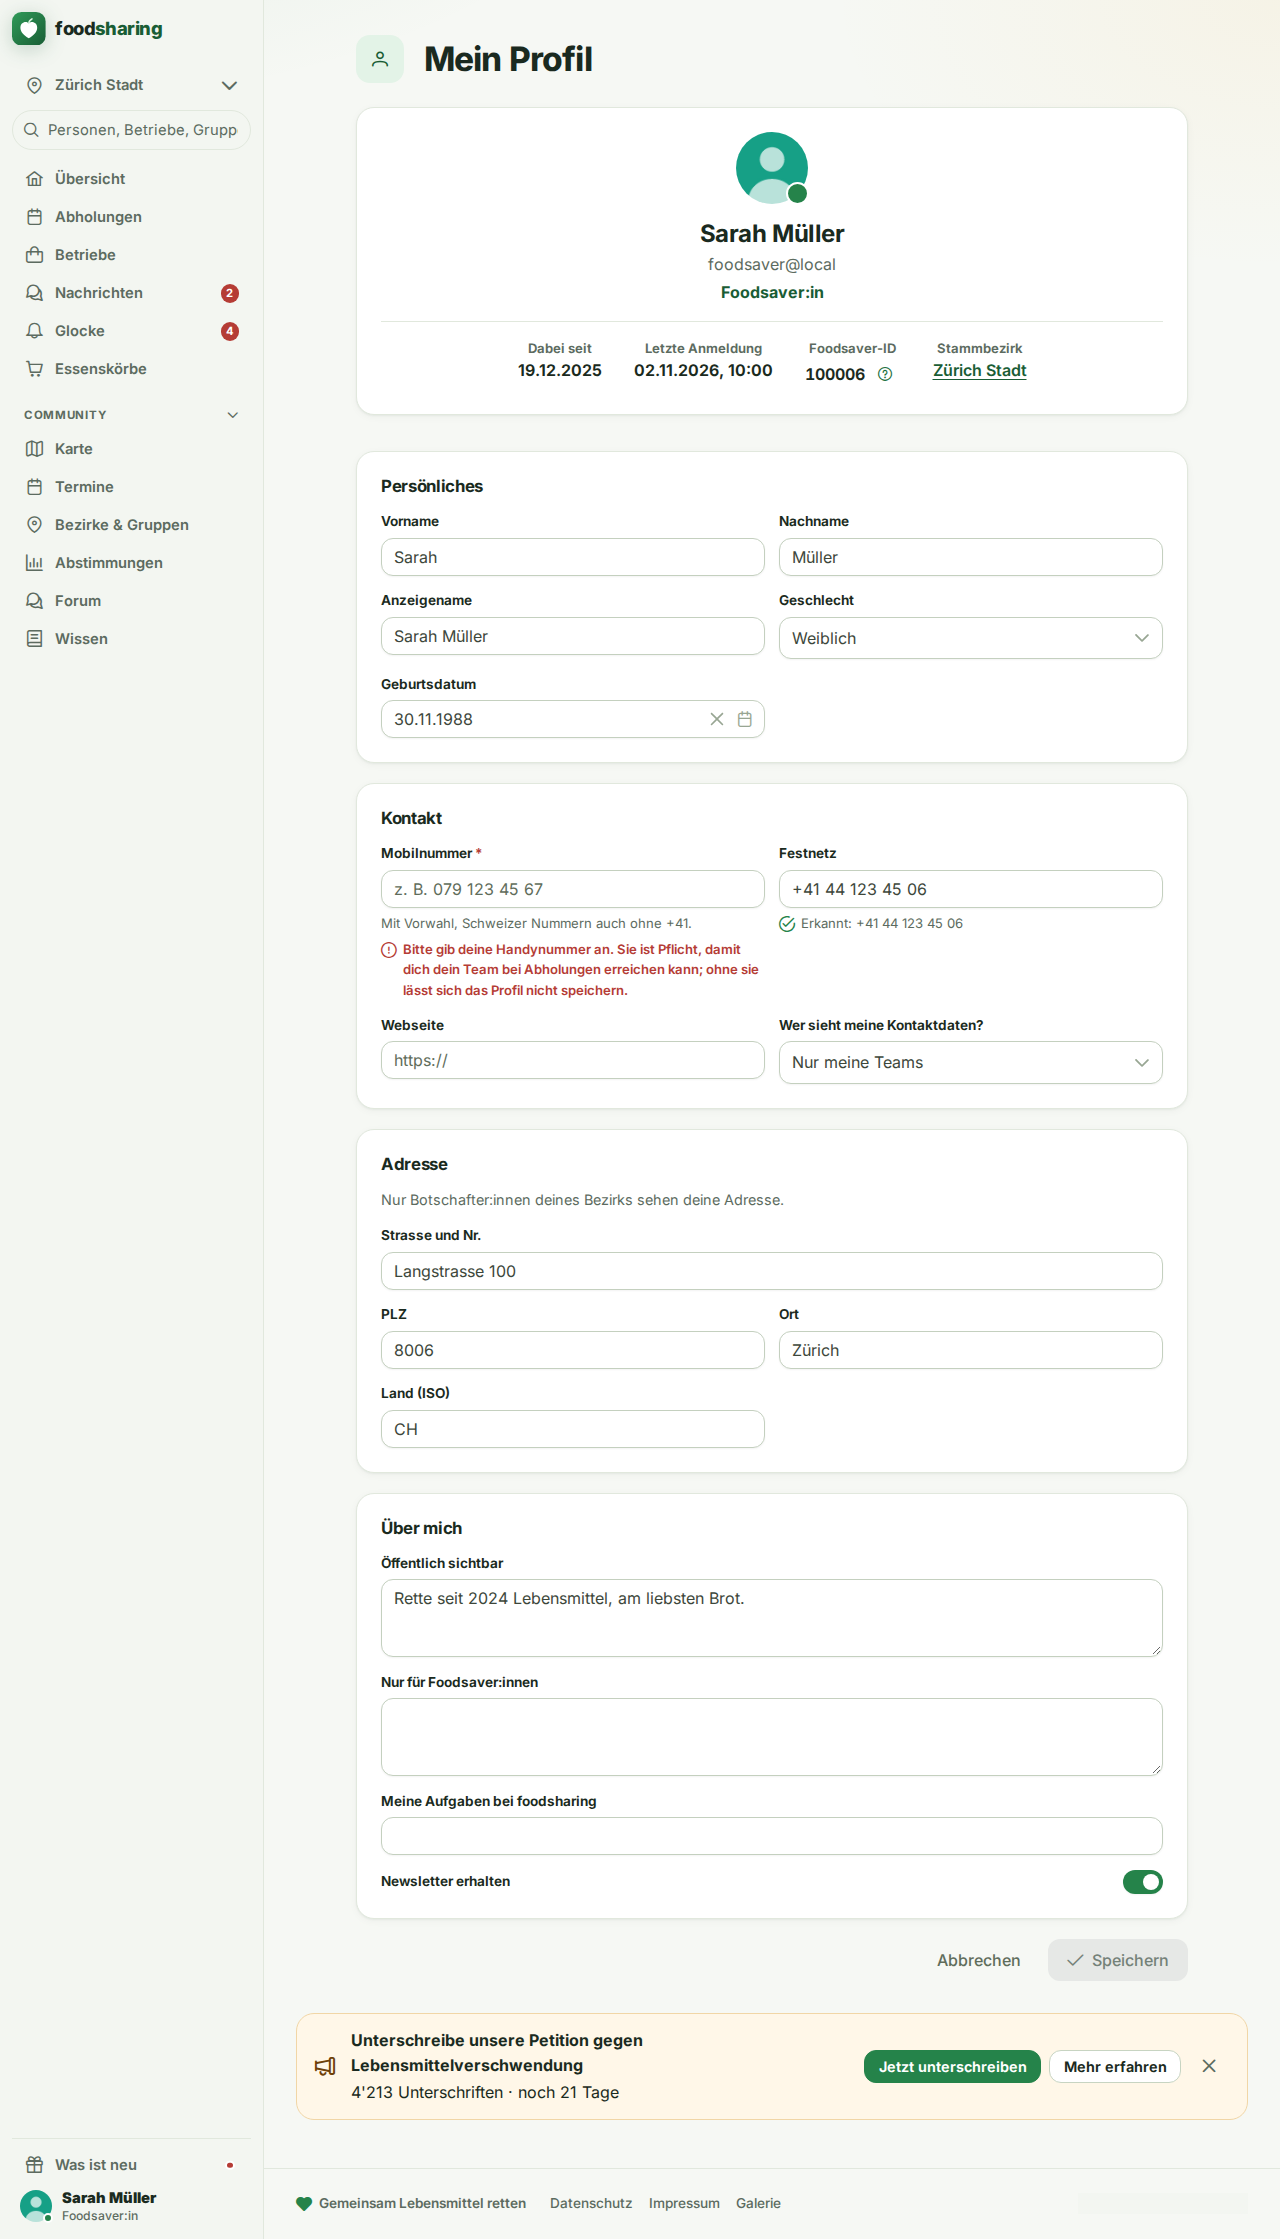 foodsharing
Zürich Stadt
Personen, Betriebe, Grupp
Übersicht
Abholungen
Betriebe
Nachrichten 2
Glocke 4
Essenskörbe
COMMUNITY
Karte
Termine
Bezirke & Gruppen
Abstimmungen
Forum
Wissen
Was ist neu
Sarah Müller
Foodsaver:in
Mein Profil
Sarah Müller
foodsaver@local
Foodsaver:in
Dabei seit
19.12.2025
Letzte Anmeldung
02.11.2026, 10:00
Foodsaver-ID
100006
Stammbezirk
Zürich Stadt
Persönliches
Vorname
Sarah
Nachname
Müller
Anzeigename
Sarah Müller
Geschlecht
Weiblich
Geburtsdatum
30.11.1988
Kontakt
Mobilnummer *
z. B. 079 123 45 67
Mit Vorwahl, Schweizer Nummern auch ohne +41.
Bitte gib deine Handynummer an. Sie ist Pflicht, damit
dich dein Team bei Abholungen erreichen kann; ohne sie
lässt sich das Profil nicht speichern.
Festnetz
+41 44 123 45 06
Erkannt: +41 44 123 45 06
Webseite
https://
Wer sieht meine Kontaktdaten?
Nur meine Teams
Adresse
Nur Botschafter:innen deines Bezirks sehen deine Adresse.
Strasse und Nr.
Langstrasse 100
PLZ
8006
Ort
Zürich
Land (ISO)
CH
Über mich
Öffentlich sichtbar
Rette seit 2024 Lebensmittel, am liebsten Brot.
Nur für Foodsaver:innen
Meine Aufgaben bei foodsharing
Newsletter erhalten
Abbrechen
Speichern
Unterschreibe unsere Petition gegen
Lebensmittelverschwendung
4'213 Unterschriften · noch 21 Tage
Jetzt unterschreiben
Mehr erfahren
Gemeinsam Lebensmittel retten
Datenschutz
Impressum
Galerie